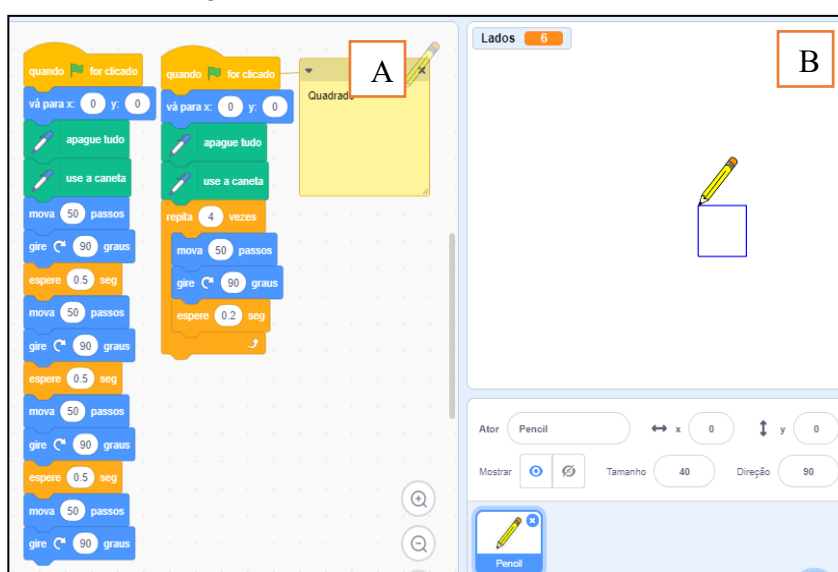 quando for clicado
vá para x: 0 y: 0
apague tudo
use a caneta
mova 50 passos
gire 90 graus
espere 0.5 seg
mova 50 passos
gire 90 graus
espere 0.5 seg
mova 50 passos
gire 90 graus
espere 0.5 seg
mova 50 passos
gire 90 graus
quando for clicado
vá para x: 0 y: 0
apague tudo
use a caneta
repita 4 vezes
mova 50 passos
gire 90 graus
espere 0.2 seg
A
Quadrado
Lados 6
B
Ator Pencil x 0 y 0
Mostrar Tamanho 40 Direção 90
Pencil